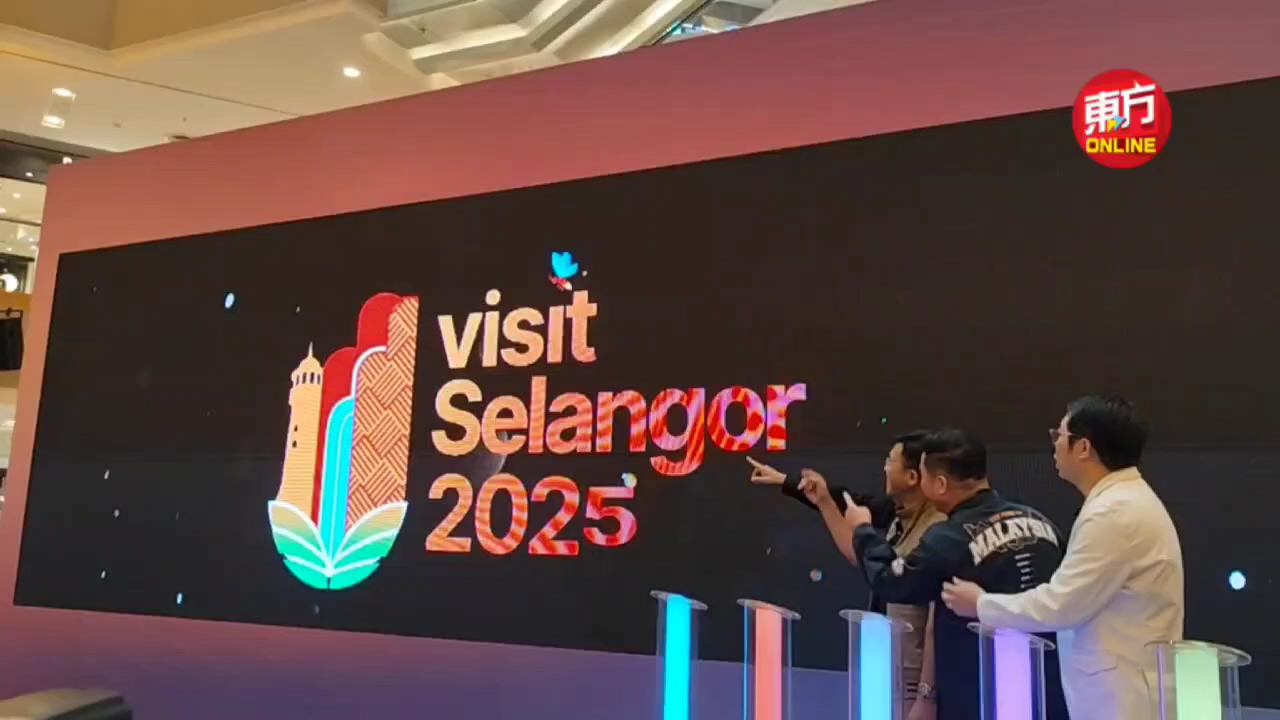 東方
ONLINE
visit
Selangor
2025
MALAYSIA